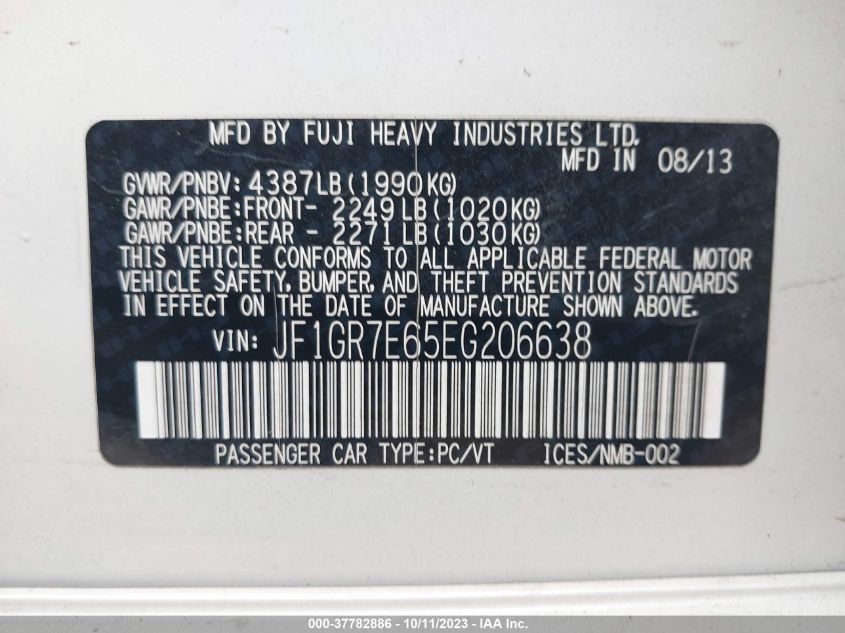 MFD BY FUJI HEAVY INDUSTRIES LTD.
MFD IN 08/13
GVWR/PNBV: 4387LB(1990KG)
GAWR/PNBE:FRONT- 2249LB(1020KG)
GAWR/PNBE:REAR - 2271LB(1030KG)
THIS VEHICLE CONFORMS TO ALL APPLICABLE FEDERAL MOTOR
VEHICLE SAFETY, BUMPER, AND THEFT PREVENTION STANDARDS
IN EFFECT ON THE DATE OF MANUFACTURE SHOWN ABOVE.
VIN: JF1GR7E65EG206638
PASSENGER CAR TYPE:PC/VT ICES/NMB-002
000-37782886 - 10/11/2023 - IAA Inc.